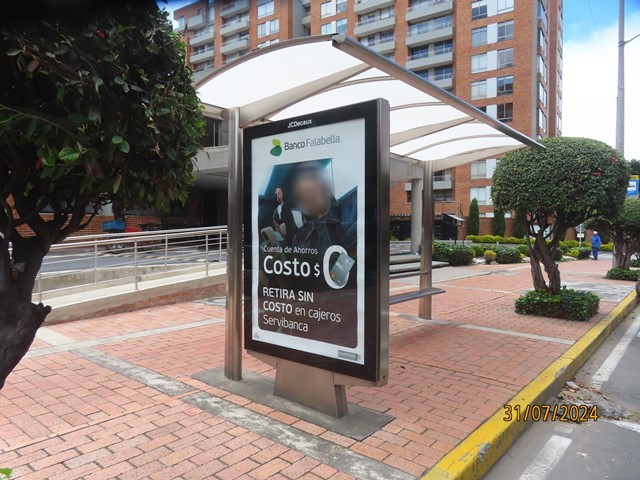 JCDecaux
Banco Falabella
Cuenta de Ahorros
Costo $0
RETIRA SIN
COSTO en cajeros
Servibanca
31/07/2024